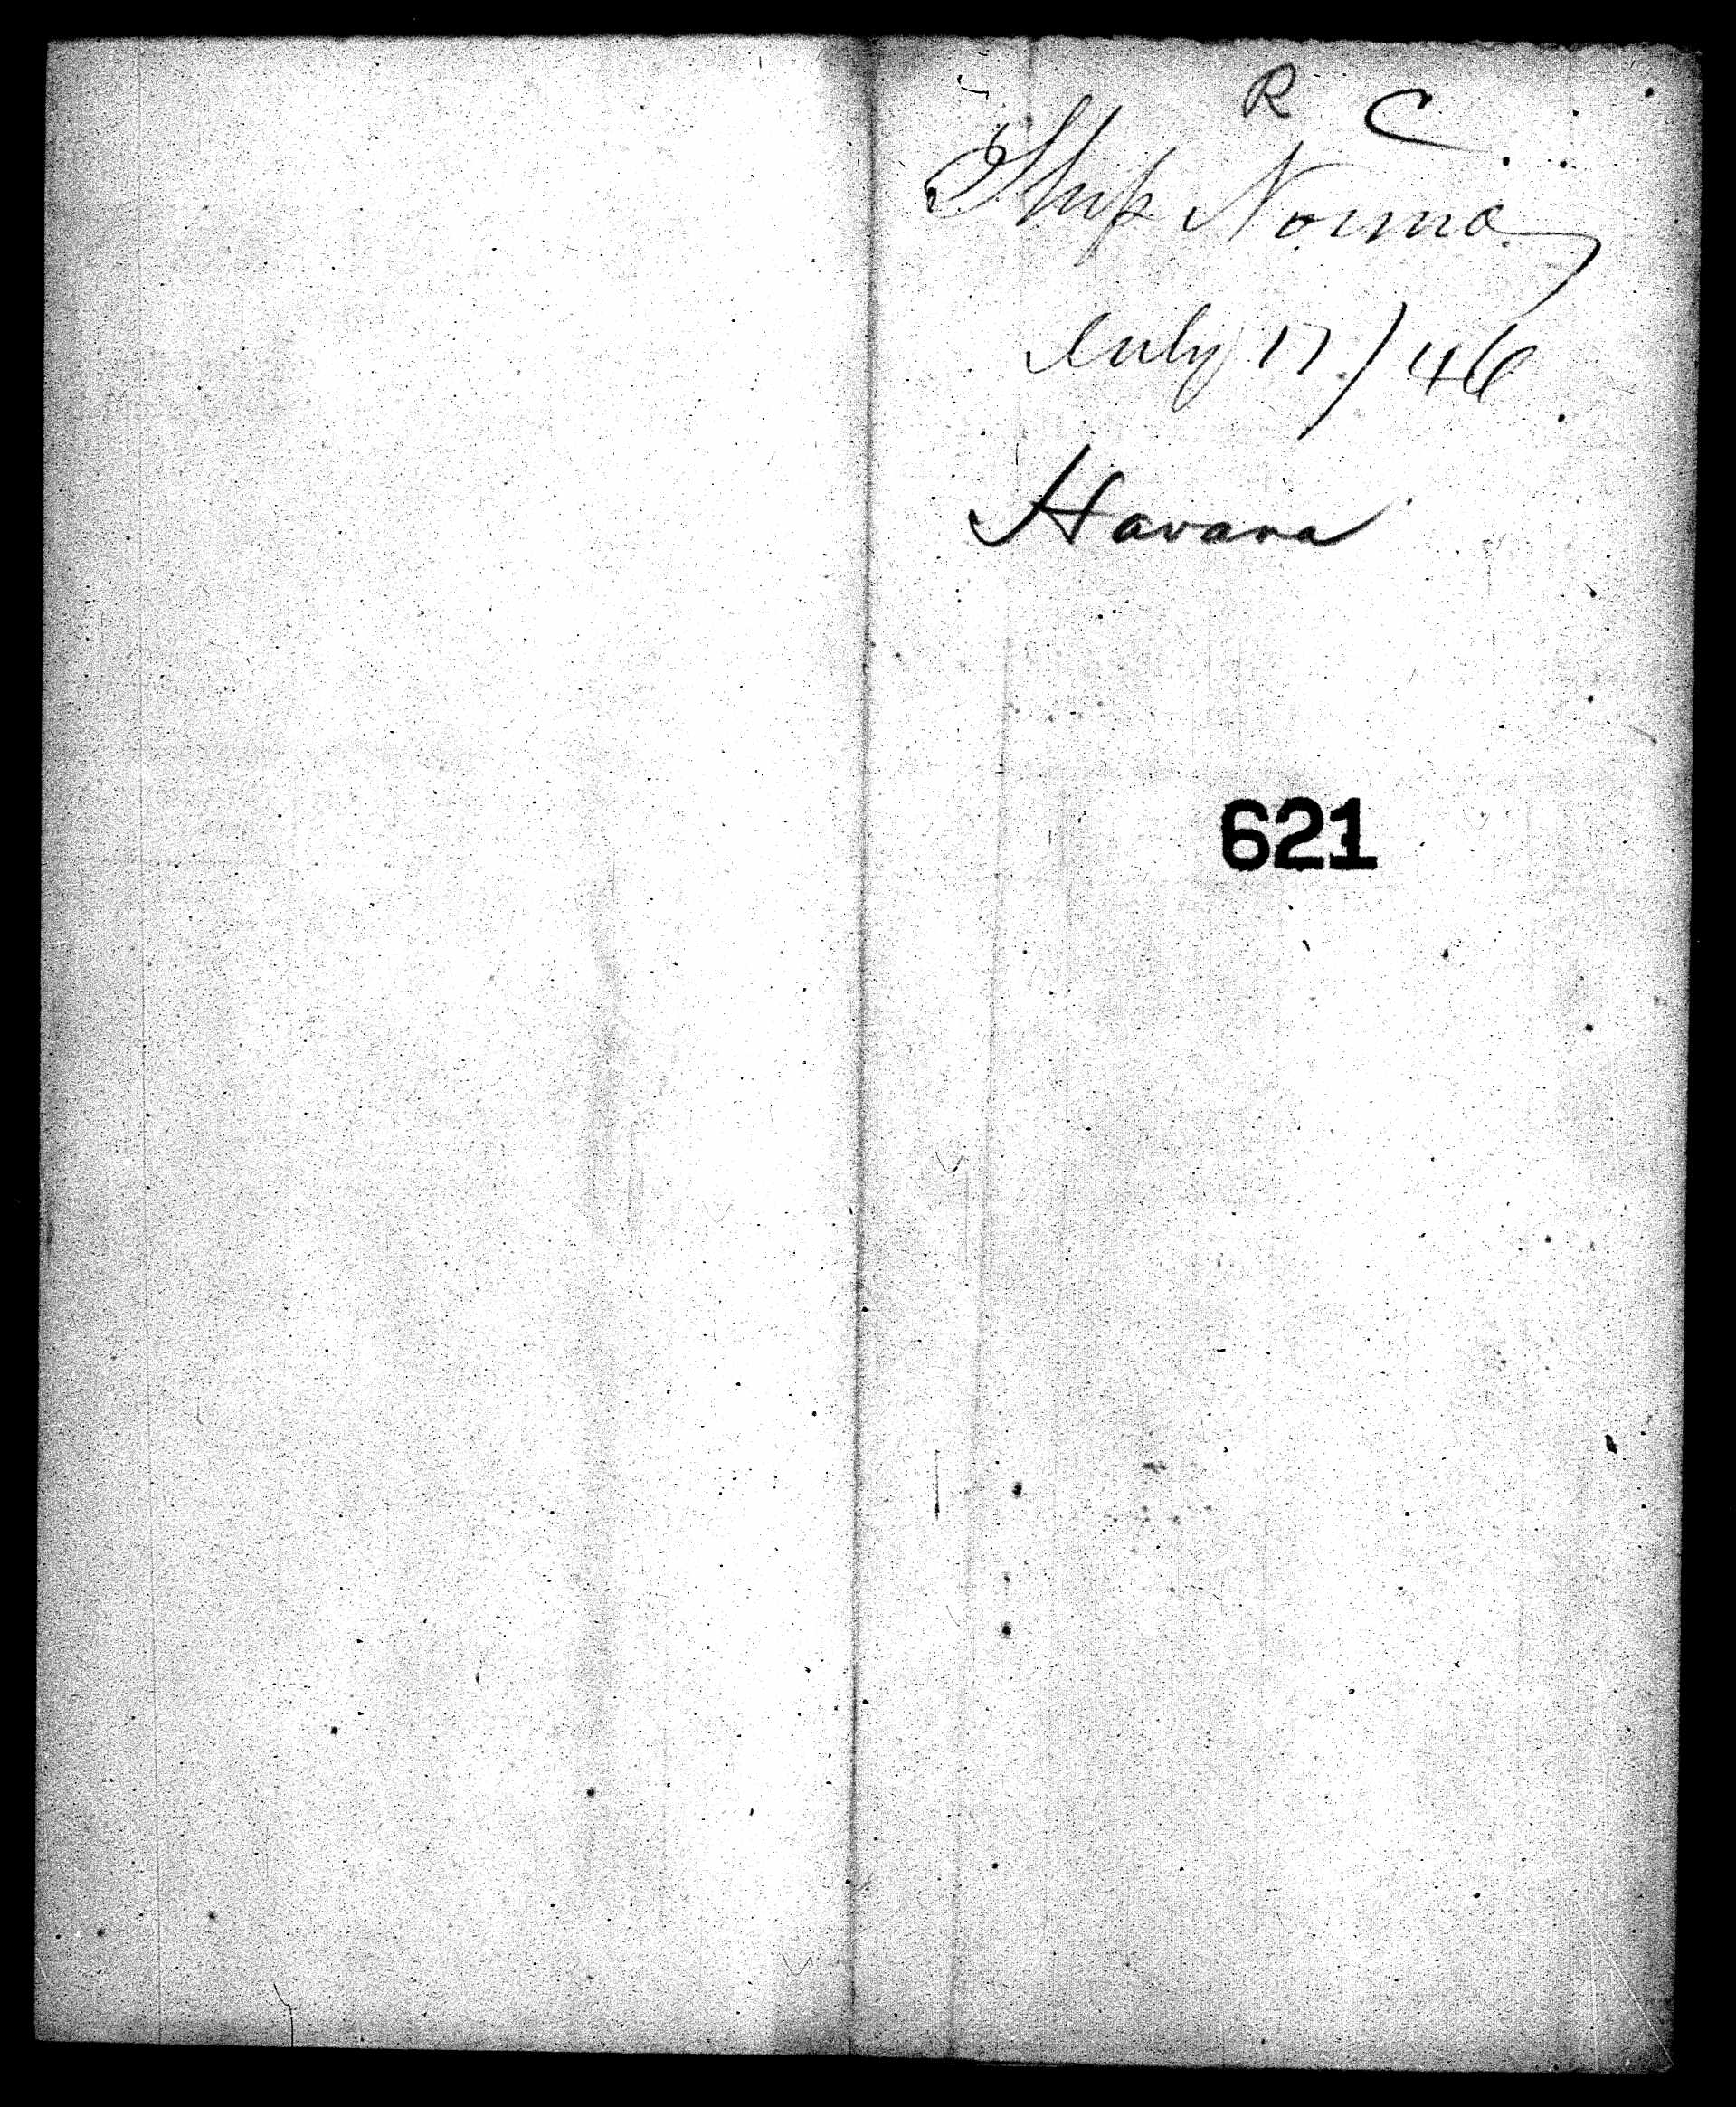 R C
Ship Norma
July 17/46
Havana
621